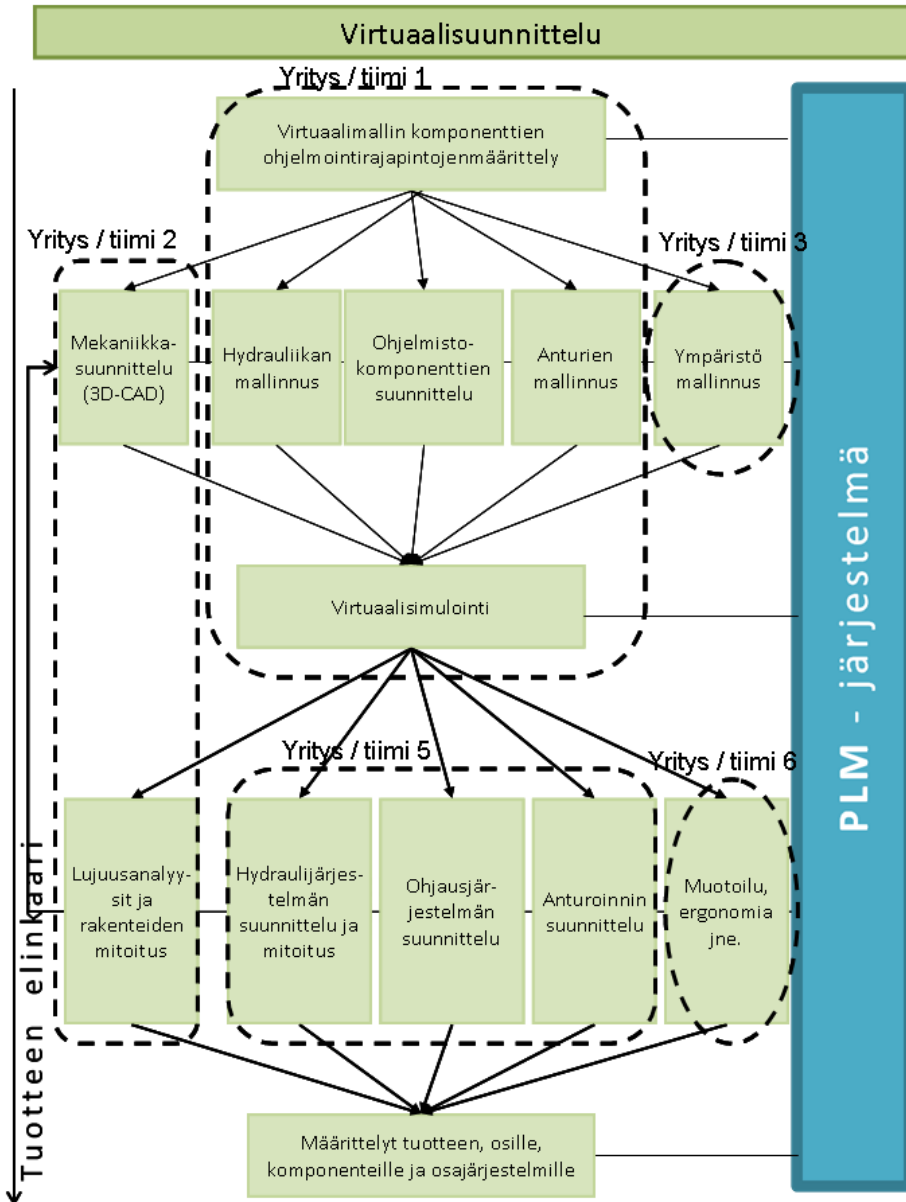 Virtuaalisuunnittelu
Yritys / tiimi 1
Virtuaalimallin komponenttien
ohjelmointirajapintojenmäärittely
Yritys / tiimi 2
Yritys / tiimi 3
Mekaniikka-
suunnittelu
(3D-CAD)
Hydrauliikan
mallinnus
Ohjelmisto-
komponenttien
suunnittelu
Anturien
mallinnus
Ympäristö
mallinnus
Virtuaalisimulointi
Yritys / tiimi 5
Yritys / tiimi 6
Lujuusanalyy-
sit ja
rakenteiden
mitoitus
Hydraulijärjes-
telmän
suunnittelu ja
mitoitus
Ohjausjär-
jestelmän
suunnittelu
Anturoinnin
suunnittelu
Muotoilu,
ergonomia
jne.
Määrittelyt tuotteen, osille,
komponenteille ja osajärjestelmille
Tuotteen elinkaari
PLM - järjestelmä